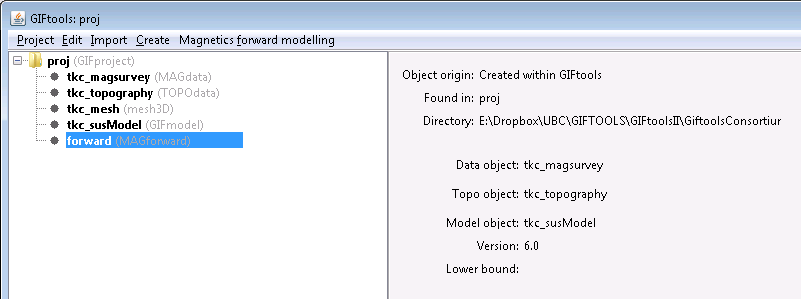 GIFtools: proj
Project Edit Import Create Magnetics forward modelling
proj (GIFproject)
tkc_magsurvey (MAGdata)
tkc_topography (TOPOdata)
tkc_mesh (mesh3D)
tkc_susModel (GIFmodel)
forward (MAGforward)
Object origin: Created within GIFtools
Found in: proj
Directory: E:\Dropbox\UBC\GIFTOOLS\GIFtoolsII\GiftoolsConsortiur
Data object: tkc_magsurvey
Topo object: tkc_topography
Model object: tkc_susModel
Version: 6.0
Lower bound: